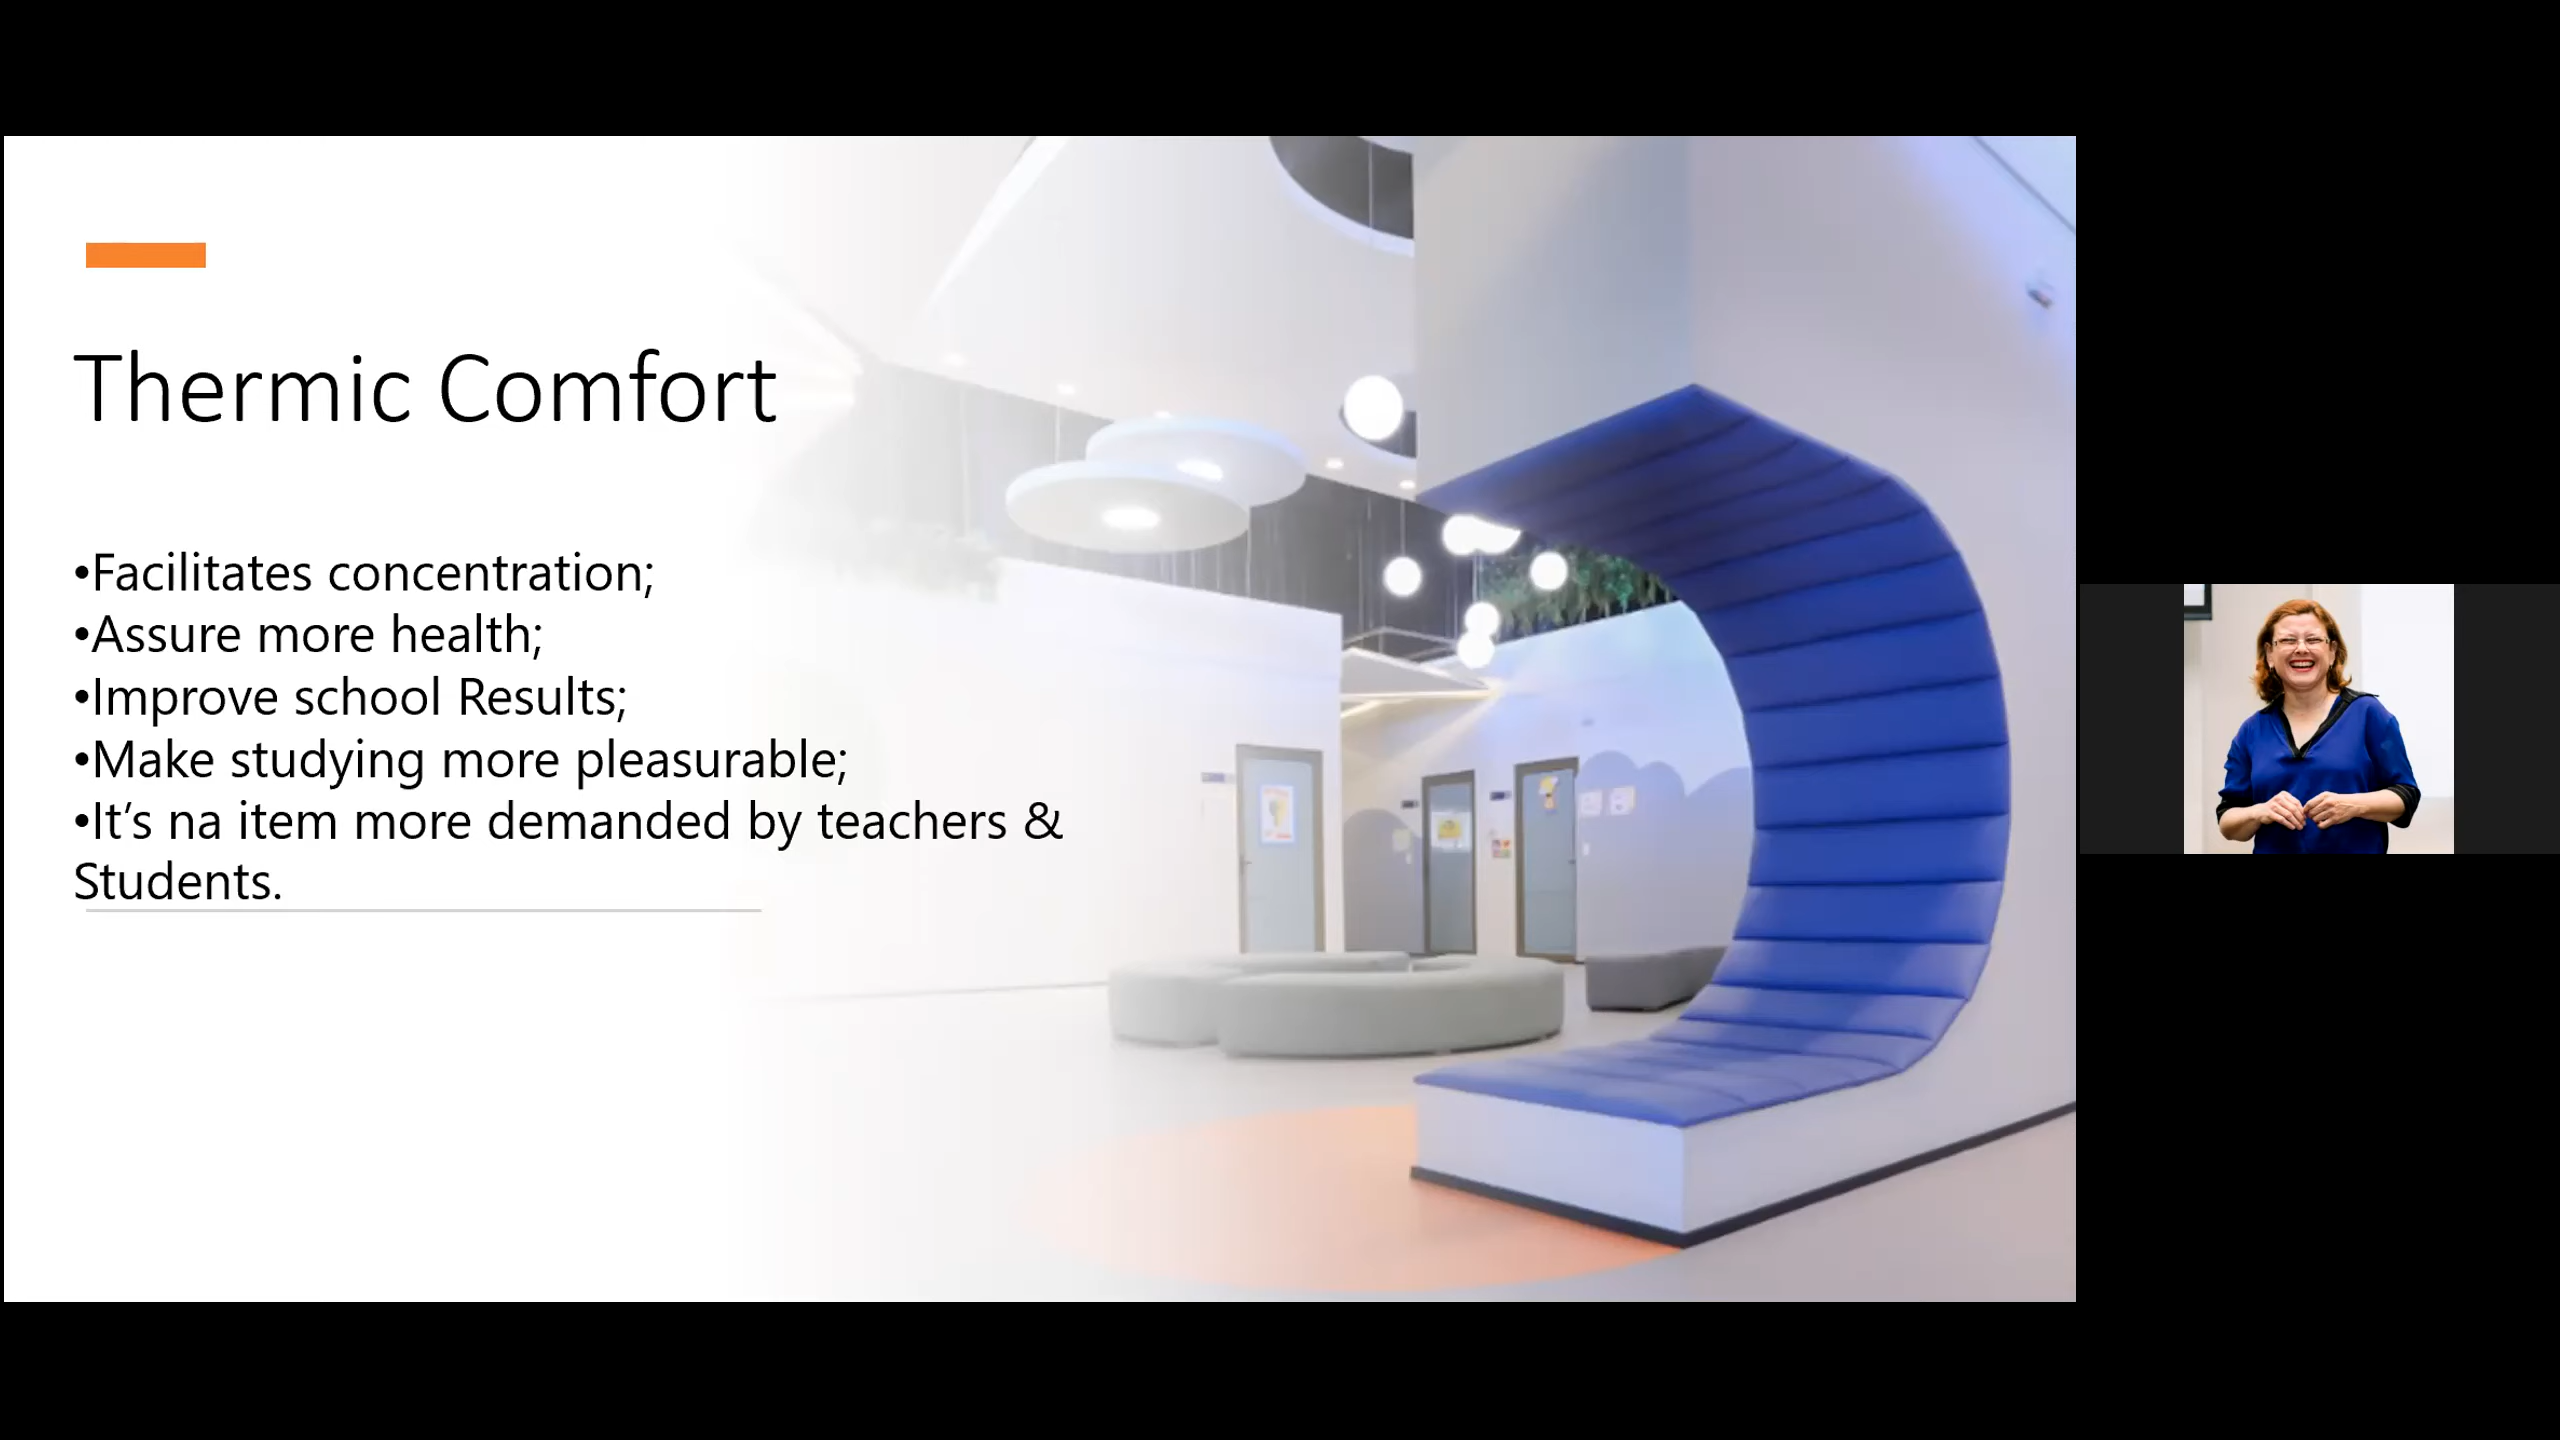 Thermic Comfort
•Facilitates concentration;
•Assure more health;
•Improve school Results;
•Make studying more pleasurable;
•It’s na item more demanded by teachers &
Students.